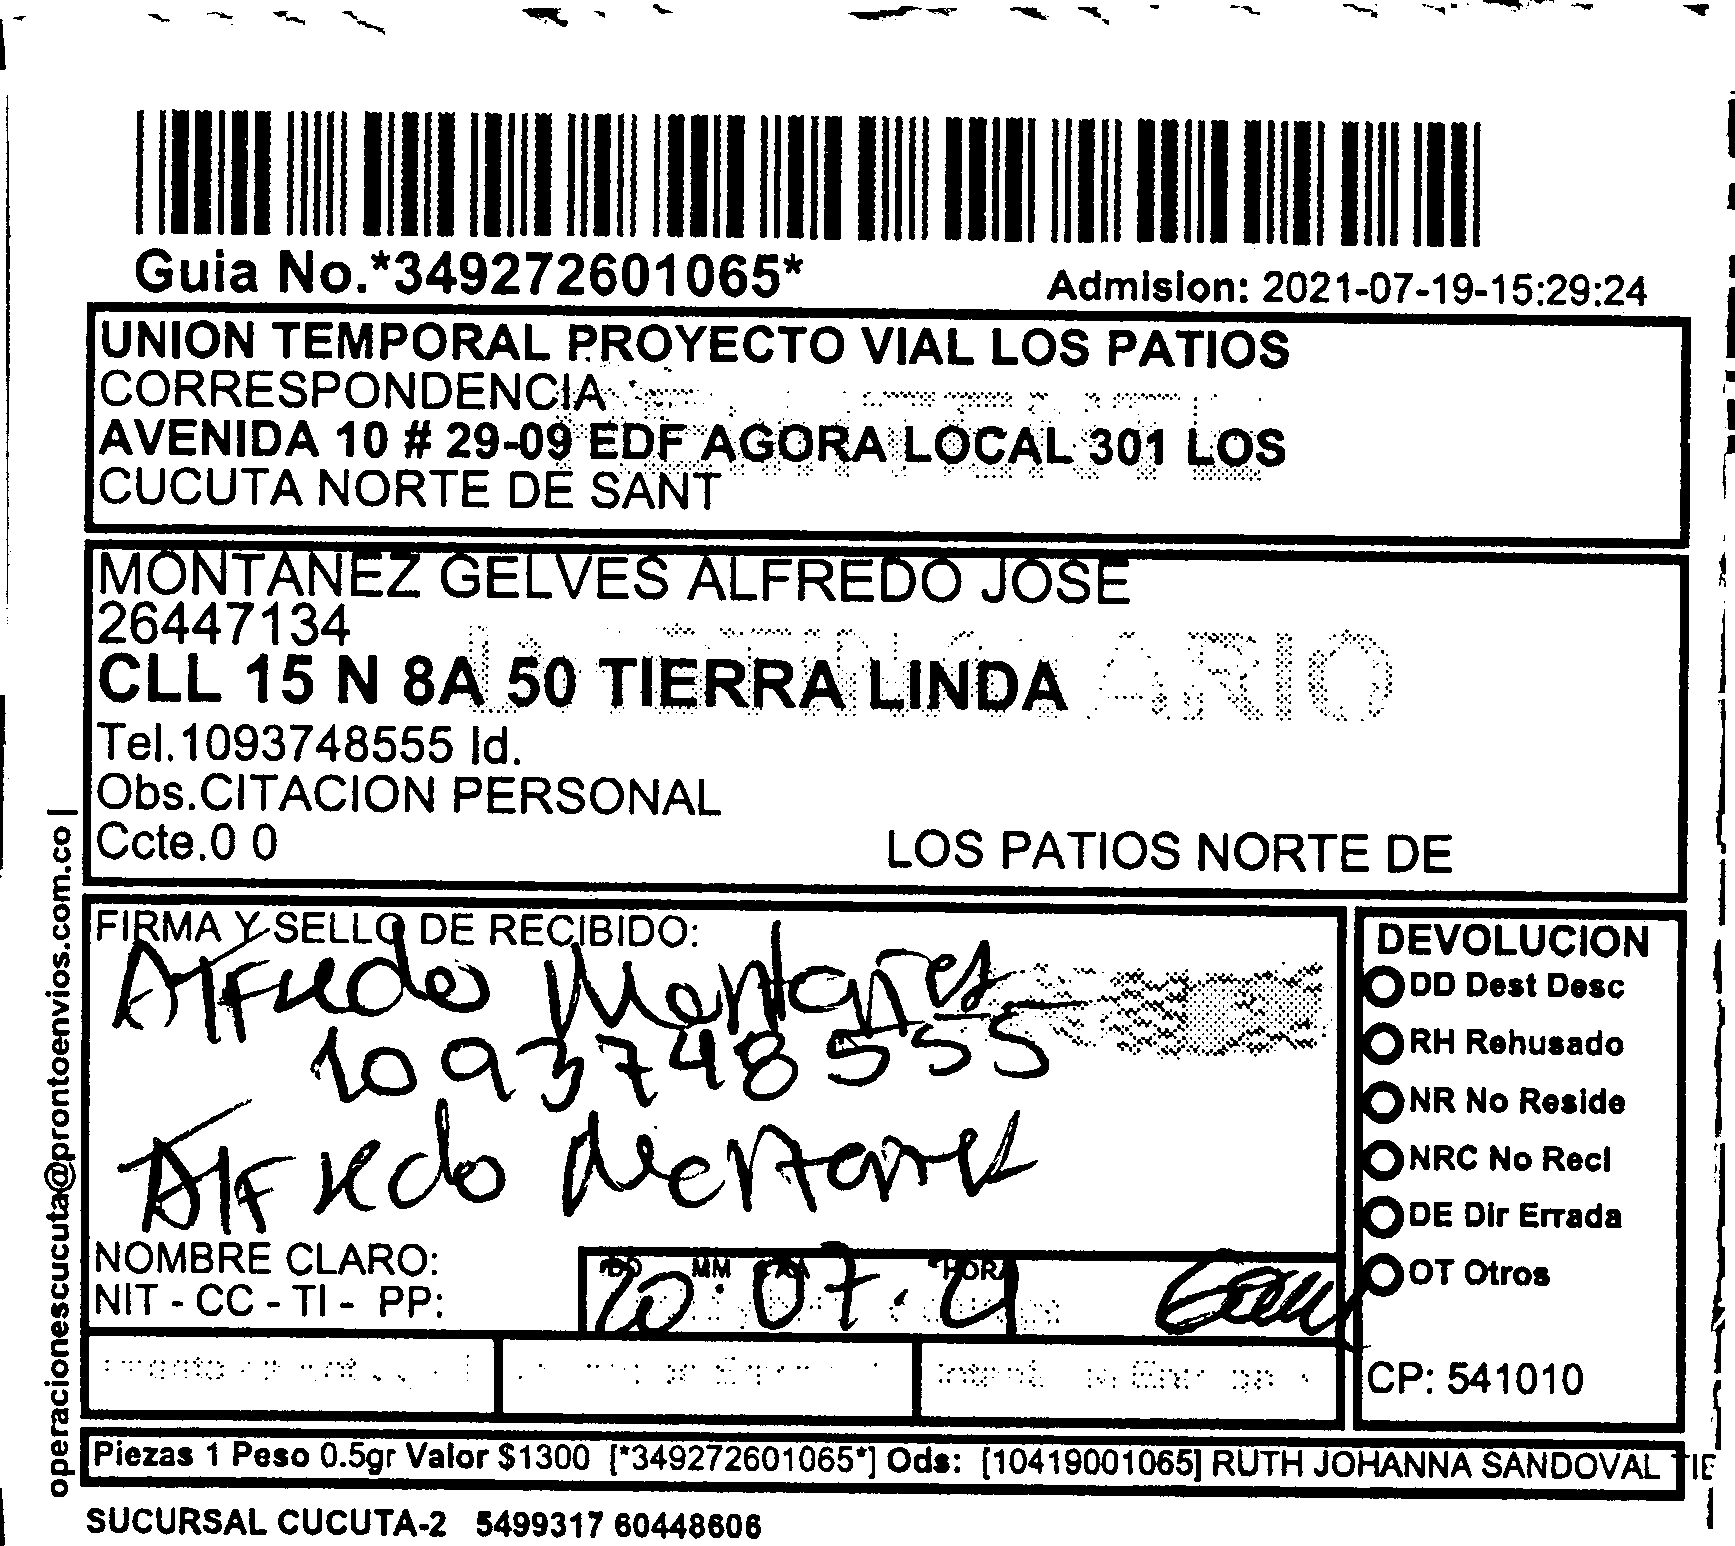 Guia No.*349272601065*
Admision: 2021-07-19-15:29:24
UNION TEMPORAL PROYECTO VIAL LOS PATIOS
CORRESPONDENCIA
AVENIDA 10 # 29-09 EDF AGORA LOCAL 301 LOS
CUCUTA NORTE DE SANT
MONTANEZ GELVES ALFREDO JOSE
26447134
CLL 15 N 8A 50 TIERRA LINDA
Tel.1093748555 Id.
Obs.CITACION PERSONAL
Ccte.0 0
LOS PATIOS NORTE DE
FIRMA Y SELLO DE RECIBIDO:
Alfredo Montañes
1093748555
Alfredo Montañes
NOMBRE CLARO:
NIT - CC - TI - PP:
DD MM HORA
20 07. 21
DEVOLUCION
DD Dest Desc
RH Rehusado
NR No Reside
NRC No Recl
DE Dir Errada
OT Otros
CP: 541010
Piezas 1 Peso 0.5gr Valor $1300 [*349272601065*] Ods: [10419001065] RUTH JOHANNA SANDOVAL TIE
SUCURSAL CUCUTA-2 5499317 60448606
operacionescucuta@prontoenvios.com.co |